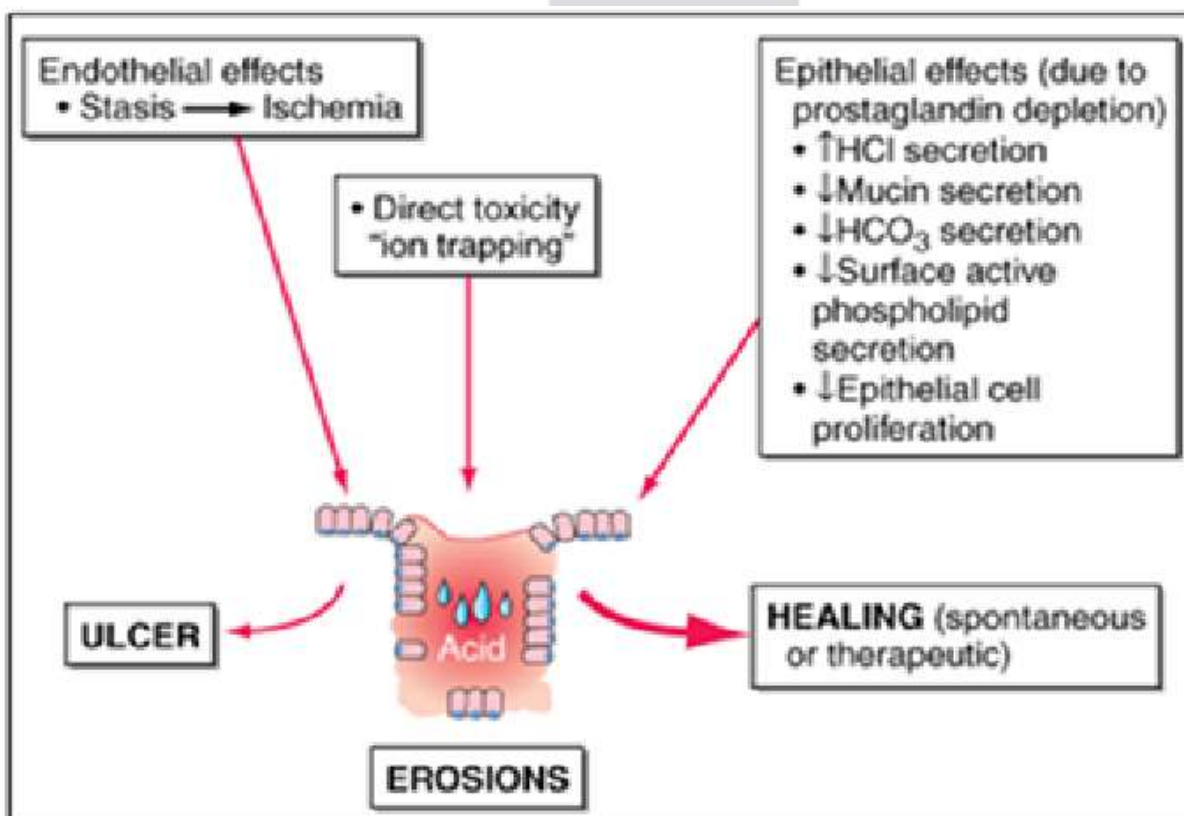 Endothelial effects
• Stasis → Ischemia
• Direct toxicity
"ion trapping"
Epithelial effects (due to
prostaglandin depletion)
• ↑HCl secretion
• ↓Mucin secretion
• ↓HCO₃ secretion
• ↓Surface active
phospholipid
secretion
• ↓Epithelial cell
proliferation
Acid
ULCER
HEALING (spontaneous
or therapeutic)
EROSIONS